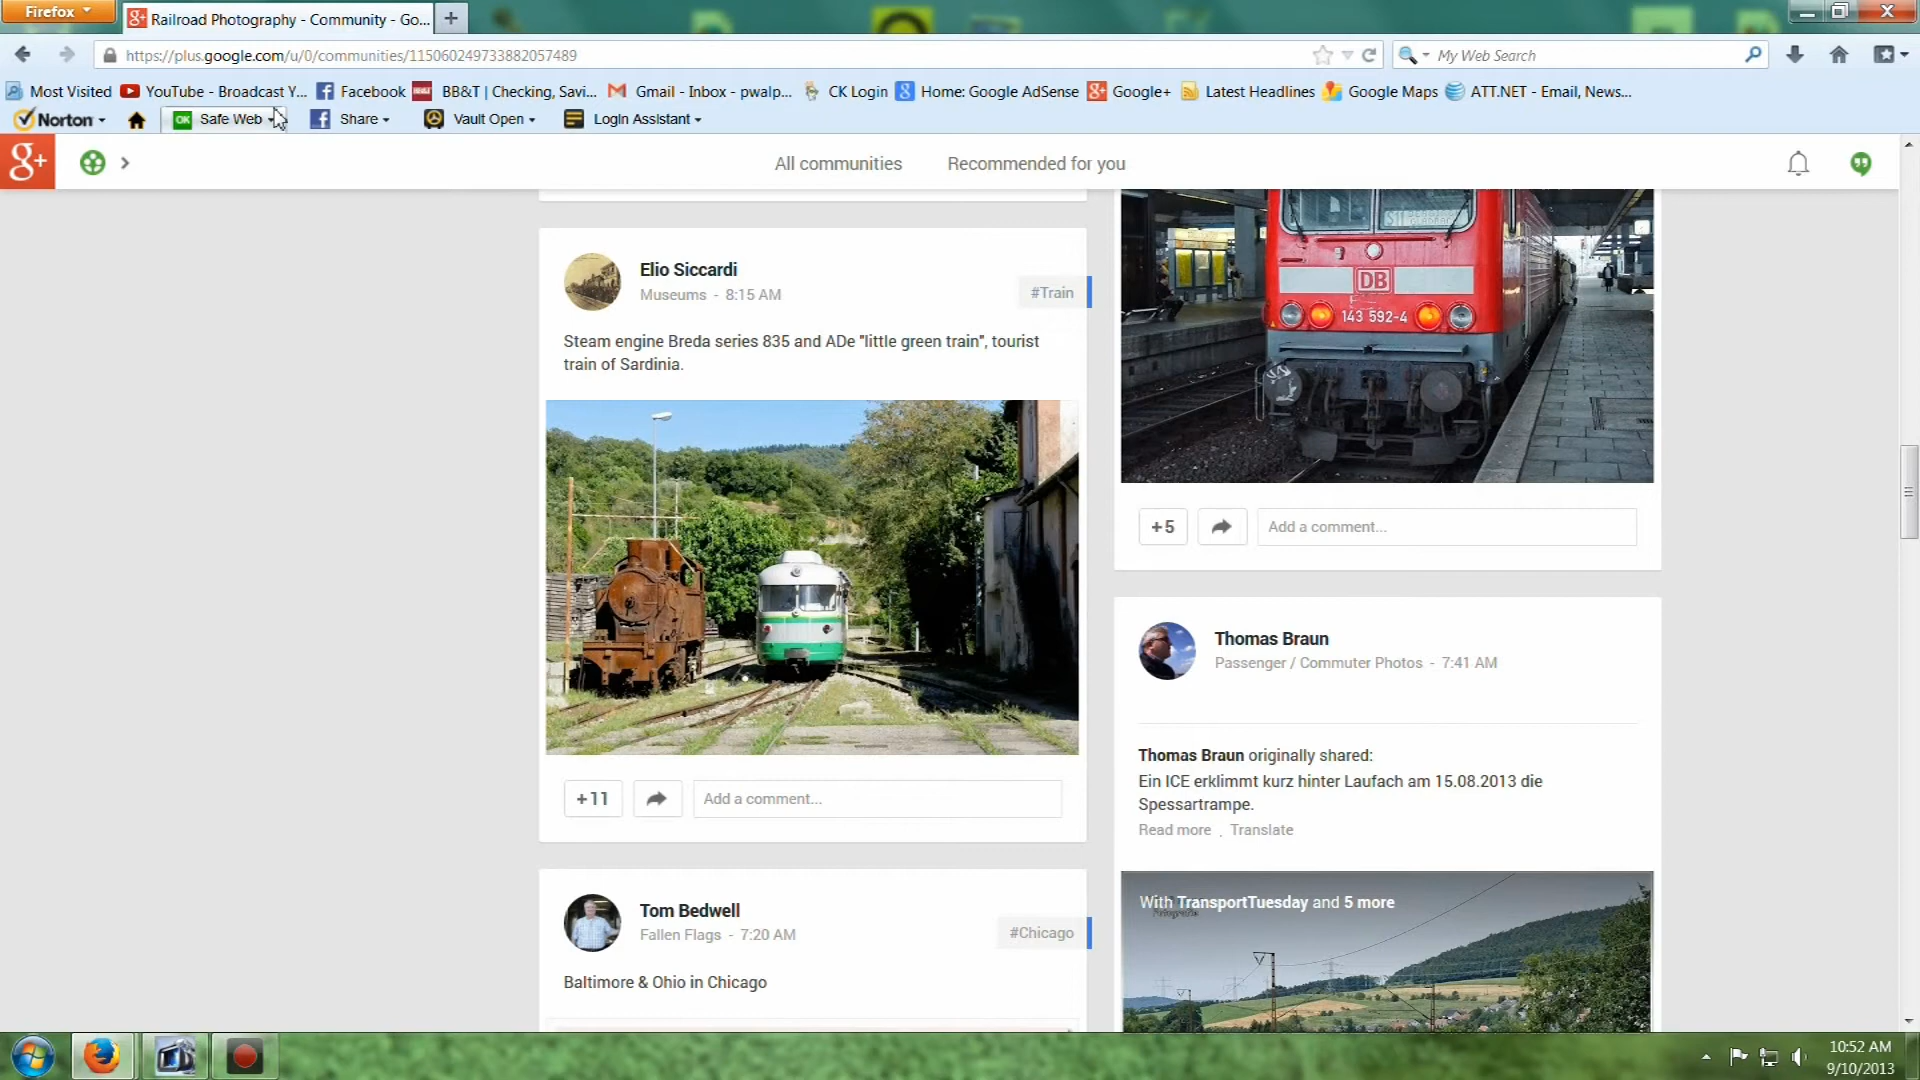 Firefox
Railroad Photography - Community - Go...
https://plus.google.com/u/0/communities/115060249733882057489
My Web Search
Most Visited
YouTube - Broadcast Y...
Facebook
BB&T | Checking, Savi...
Gmail - Inbox - pwalp...
CK Login
Home: Google AdSense
Google+
Latest Headlines
Google Maps
ATT.NET - Email, News...
Norton
OK Safe Web
Share
Vault Open
Login Assistant
g+
All communities
Recommended for you
Elio Siccardi
Museums - 8:15 AM
#Train
Steam engine Breda series 835 and ADe "little green train", tourist
train of Sardinia.
+11
Add a comment...
Tom Bedwell
Fallen Flags - 7:20 AM
#Chicago
Baltimore & Ohio in Chicago
DB
143 592-4
+5
Add a comment...
Thomas Braun
Passenger / Commuter Photos - 7:41 AM
Thomas Braun originally shared:
Ein ICE erklimmt kurz hinter Laufach am 15.08.2013 die
Spessartrampe.
Read more . Translate
With TransportTuesday and 5 more
10:52 AM
9/10/2013